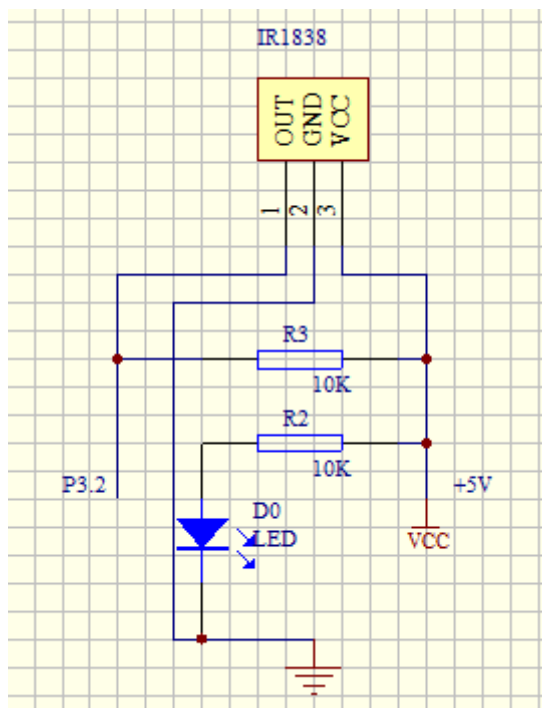 IR1838
OUT
GND
VCC
1
2
3
R3
10K
R2
10K
P3.2
+5V
D0
LED
VCC